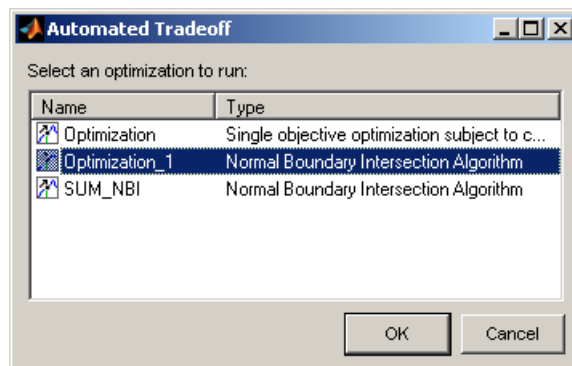 Automated Tradeoff
Select an optimization to run:
Name Type
Optimization Single objective optimization subject to c...
Optimization_1 Normal Boundary Intersection Algorithm
SUM_NBI Normal Boundary Intersection Algorithm
OK Cancel